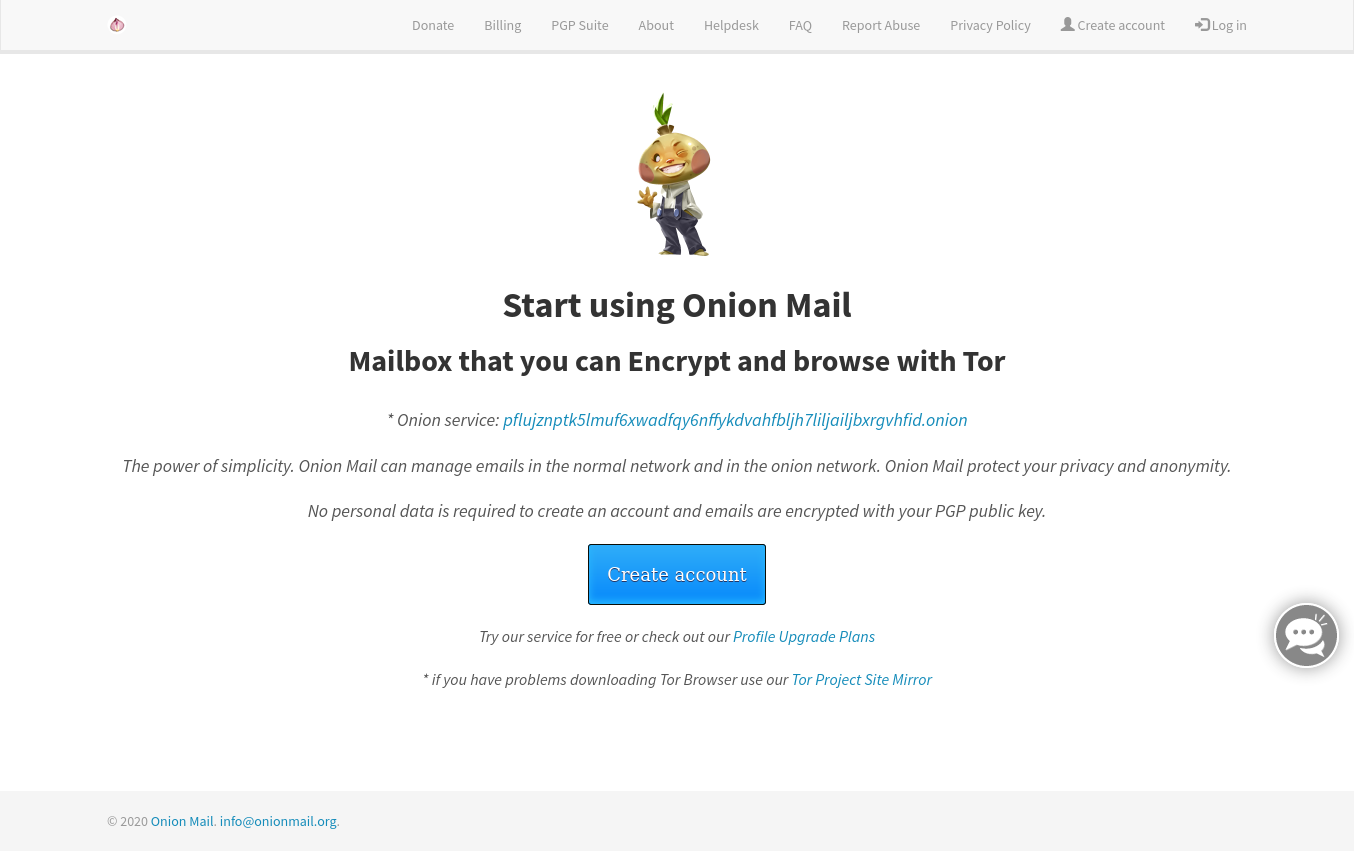 Donate Billing PGP Suite About Helpdesk FAQ Report Abuse Privacy Policy Create account Log in
Start using Onion Mail
Mailbox that you can Encrypt and browse with Tor
* Onion service: pflujznptk5lmuf6xwadfqy6nffykdvahfbljh7liljailjbxrgvhfid.onion
The power of simplicity. Onion Mail can manage emails in the normal network and in the onion network. Onion Mail protect your privacy and anonymity.
No personal data is required to create an account and emails are encrypted with your PGP public key.
Create account
Try our service for free or check out our Profile Upgrade Plans
* if you have problems downloading Tor Browser use our Tor Project Site Mirror
© 2020 Onion Mail. info@onionmail.org.